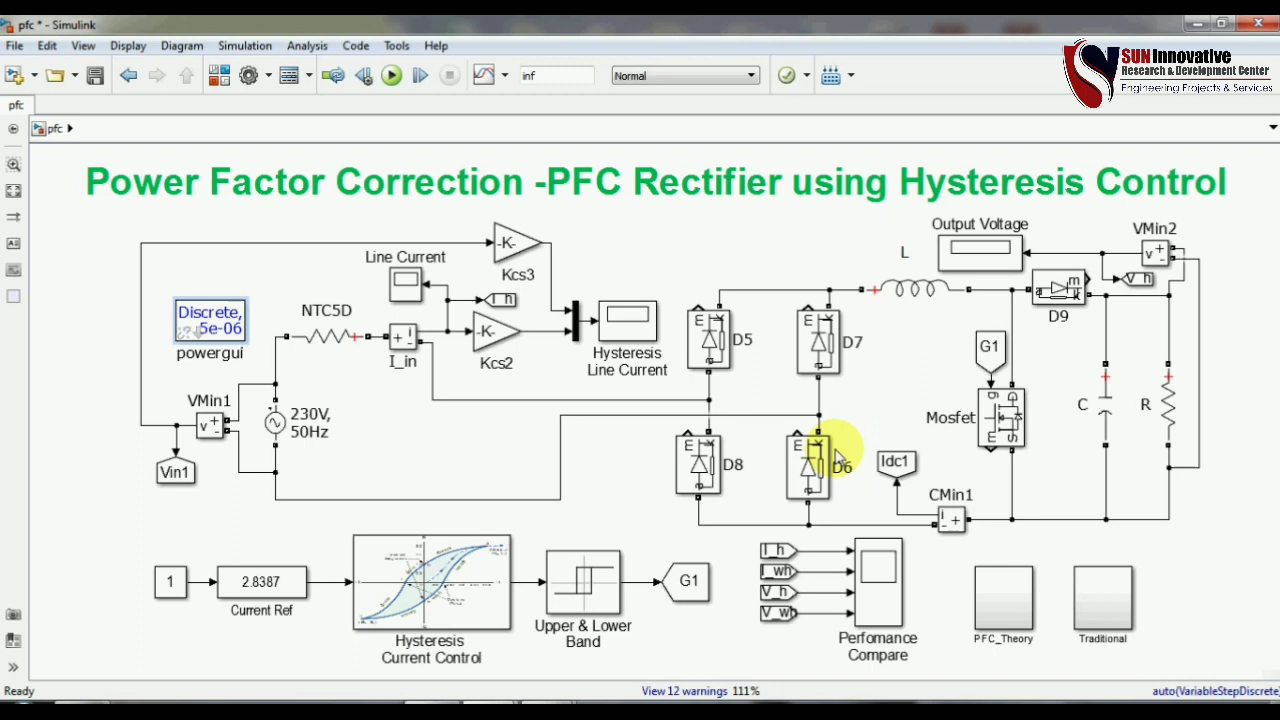 pfc * - Simulink
File Edit View Display Diagram Simulation Analysis Code Tools Help
inf
Normal
SUN Innovative
Research & Development Center
Engineering Projects & Services
pfc
pfc
Power Factor Correction -PFC Rectifier using Hysteresis Control
Output Voltage
VMin2
-K-
Kcs3
Line Current
L
v
V_h
Discrete,
5e-06
powergui
NTC5D
I_h
I_in
-K-
Kcs2
Hysteresis
Line Current
D5
D7
D9
G1
VMin1
v
230V,
50Hz
Vin1
Mosfet
C
R
D8
D6
Idc1
CMin1
1
2.8387
Current Ref
Hysteresis
Current Control
Upper & Lower
Band
G1
I_h
I_wh
V_h
V_wh
Perfomance
Compare
PFC_Theory
Traditional
Ready
View 12 warnings 111%
auto(VariableStepDiscrete